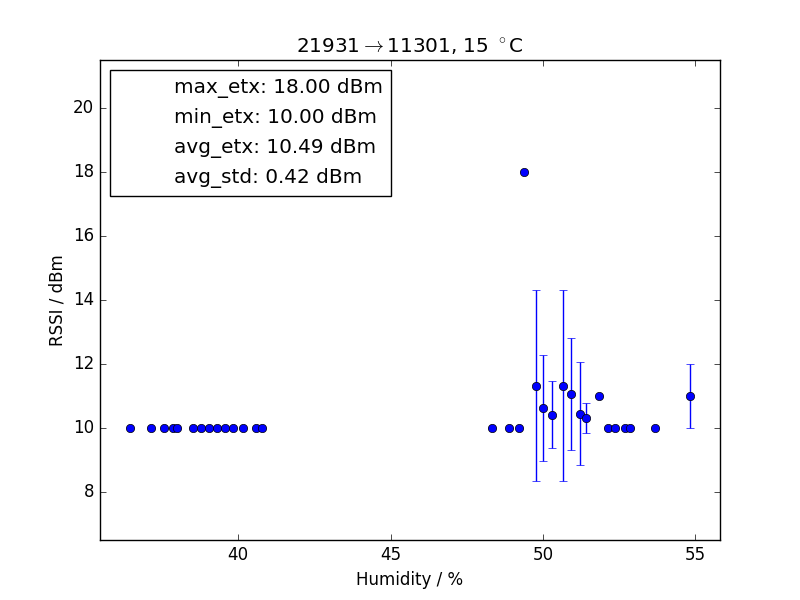 21931→11301, 15 °C
max_etx: 18.00 dBm
min_etx: 10.00 dBm
avg_etx: 10.49 dBm
avg_std: 0.42 dBm
RSSI / dBm
20
18
16
14
12
10
8
40 45 50 55
Humidity / %